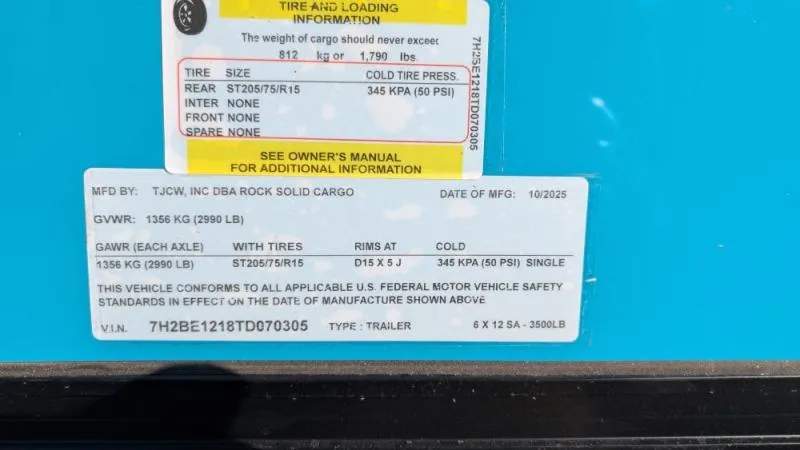 TIRE AND LOADING
INFORMATION
The weight of cargo should never exceed
812 kg or 1,790 lbs.
TIRE SIZE COLD TIRE PRESS.
REAR ST205/75/R15 345 KPA (50 PSI)
INTER NONE
FRONT NONE
SPARE NONE
SEE OWNER'S MANUAL
FOR ADDITIONAL INFORMATION
7H2BE1218TD070305
MFD BY: TJCW, INC DBA ROCK SOLID CARGO DATE OF MFG: 10/2025
GVWR: 1356 KG (2990 LB)
GAWR (EACH AXLE) WITH TIRES RIMS AT COLD
1356 KG (2990 LB) ST205/75/R15 D15 X 5 J 345 KPA (50 PSI) SINGLE
THIS VEHICLE CONFORMS TO ALL APPLICABLE U.S. FEDERAL MOTOR VEHICLE SAFETY
STANDARDS IN EFFECT ON THE DATE OF MANUFACTURE SHOWN ABOVE
V.I.N. 7H2BE1218TD070305 TYPE : TRAILER 6 X 12 SA - 3500LB